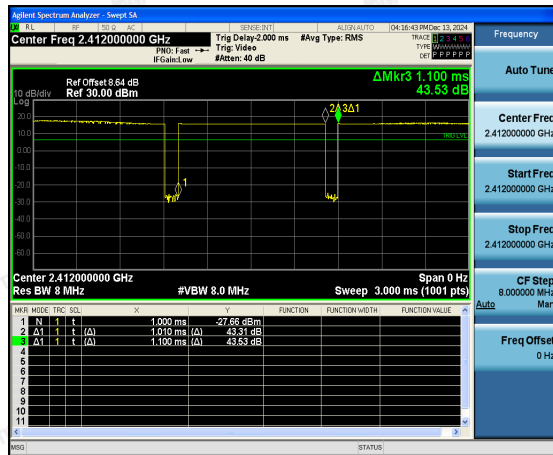 Agilent Spectrum Analyzer - Swept SA
RL RF 50 Ω AC SENSE:INT ALIGN AUTO 04:16:43 PM Dec 13, 2024
Center Freq 2.412000000 GHz
PNO: Fast
IFGain:Low
Trig Delay-2.000 ms
Trig: Video
#Atten: 40 dB
#Avg Type: RMS
TRACE 1 2 3 4 5 6
TYPE WWWWWW
DET P P P P P P
Ref Offset 8.64 dB
10 dB/div Ref 30.00 dBm
ΔMkr3 1.100 ms
43.53 dB
Log
20.0
10.0
0.00
-10.0
-20.0
-30.0
-40.0
-50.0
-60.0
2Δ3Δ1
TRIG LVL
1
Center 2.412000000 GHz Span 0 Hz
Res BW 8 MHz #VBW 8.0 MHz Sweep 3.000 ms (1001 pts)
MKR MODE TRC SCL X Y FUNCTION FUNCTION WIDTH FUNCTION VALUE
1 N 1 t 1.000 ms -27.66 dBm
2 Δ1 1 t (Δ) 1.010 ms (Δ) 43.31 dB
3 Δ1 1 t (Δ) 1.100 ms (Δ) 43.53 dB
4
5
6
7
8
9
10
11
MSG STATUS
Frequency
Auto Tune
Center Freq
2.412000000 GHz
Start Freq
2.412000000 GHz
Stop Freq
2.412000000 GHz
CF Step
8.000000 MHz
Auto Man
Freq Offset
0 Hz